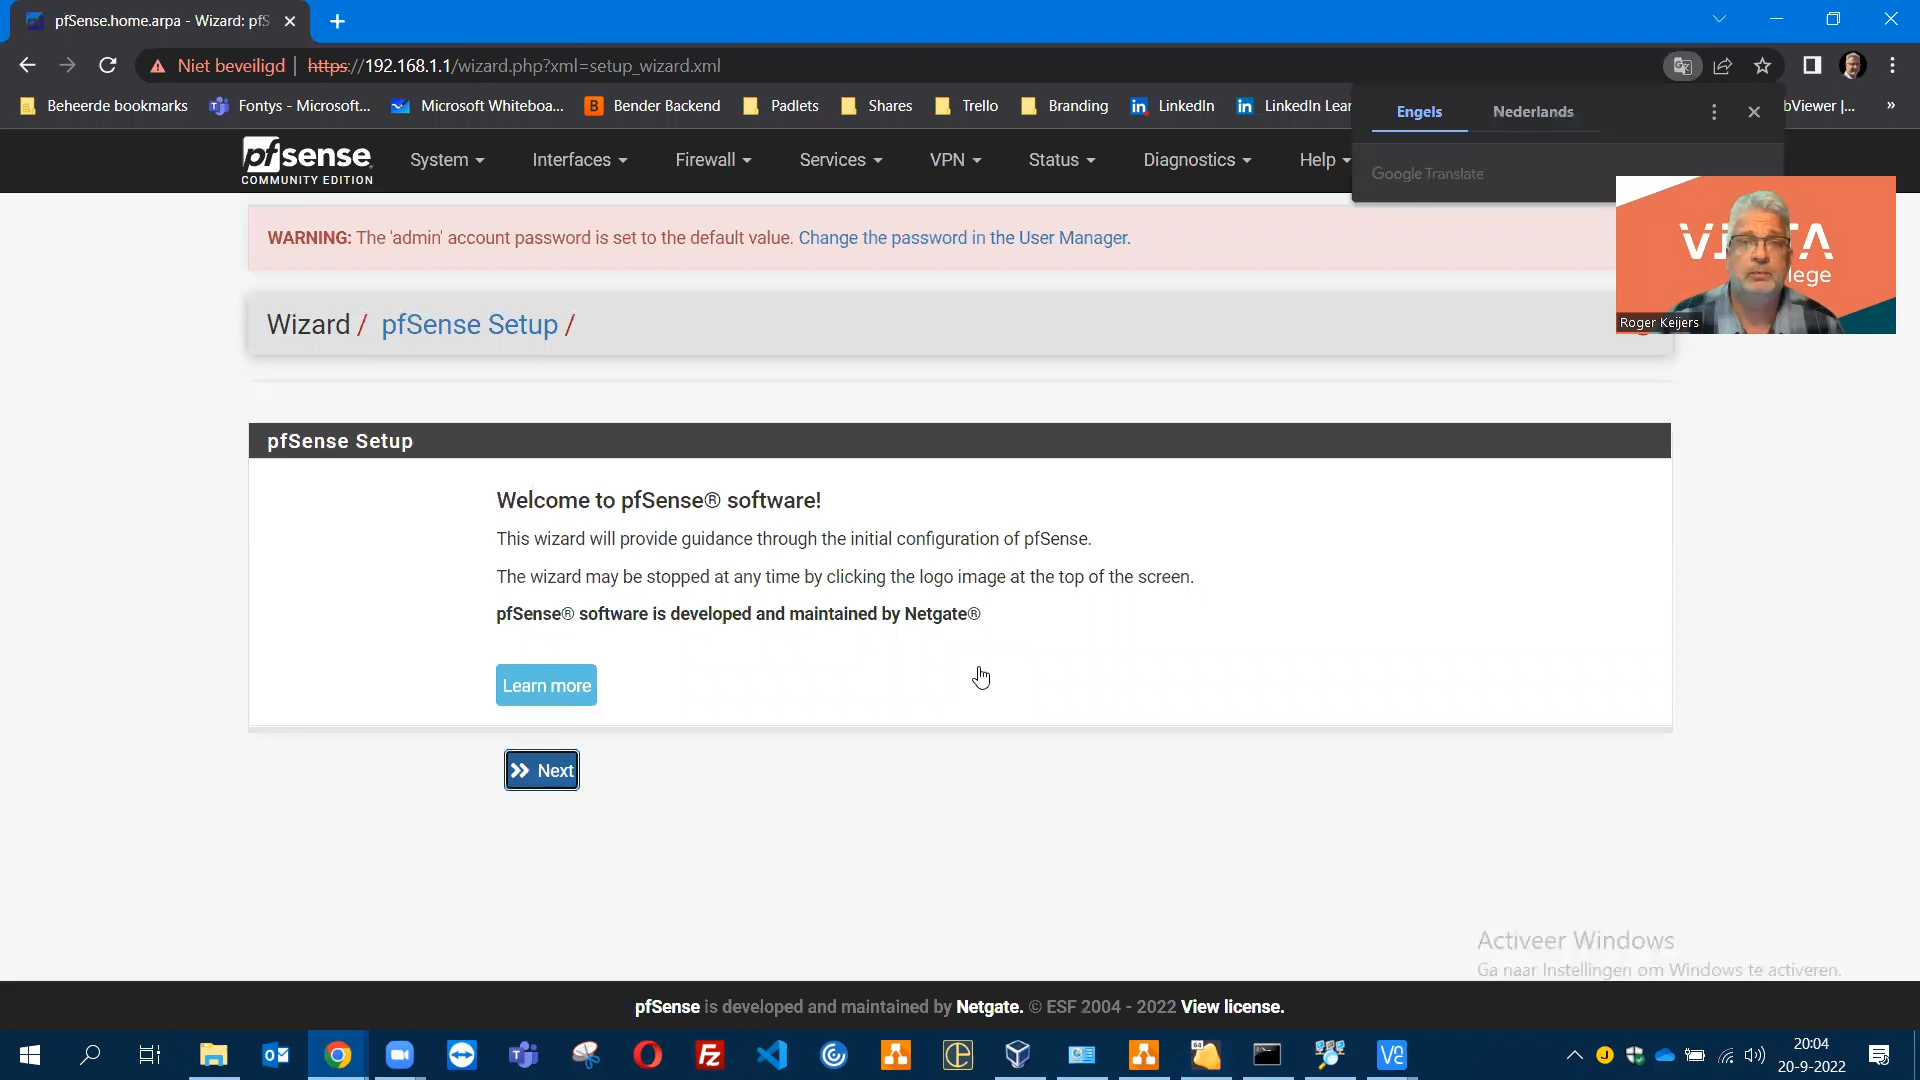 pfSense.home.arpa - Wizard: pfS
Niet beveiligd
https://192.168.1.1/wizard.php?xml=setup_wizard.xml
Beheerde bookmarks
Fontys - Microsoft...
Microsoft Whiteboa...
Bender Backend
Padlets
Shares
Trello
Branding
LinkedIn
LinkedIn Lear
bViewer |...
»
Engels
Nederlands
Google Translate
pfsense
COMMUNITY EDITION
System
Interfaces
Firewall
Services
VPN
Status
Diagnostics
Help
WARNING: The 'admin' account password is set to the default value. Change the password in the User Manager.
lege
Roger Keijers
Wizard / pfSense Setup /
pfSense Setup
Welcome to pfSense® software!
This wizard will provide guidance through the initial configuration of pfSense.
The wizard may be stopped at any time by clicking the logo image at the top of the screen.
pfSense® software is developed and maintained by Netgate®
Learn more
Next
Activeer Windows
Ga naar Instellingen om Windows te activeren.
pfSense is developed and maintained by Netgate. © ESF 2004 - 2022 View license.
20:04
20-9-2022